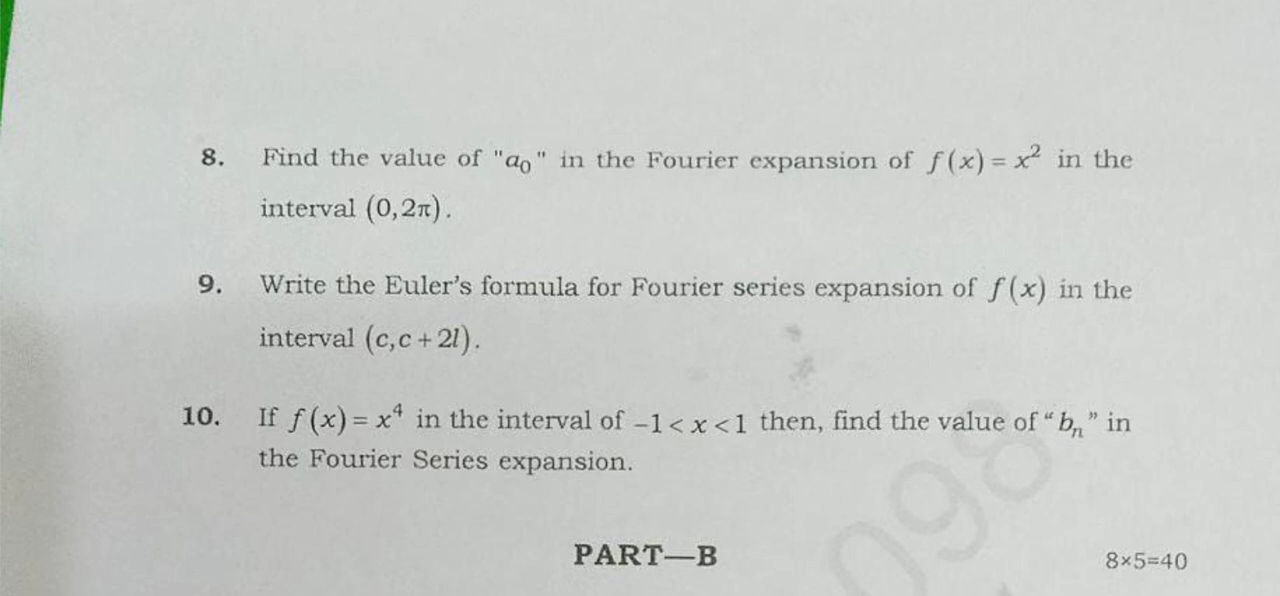 8. Find the value of "a₀" in the Fourier expansion of f(x) = x² in the
interval (0,2π).
9. Write the Euler's formula for Fourier series expansion of f(x) in the
interval (c,c + 2l).
10. If f(x) = x⁴ in the interval of -1 < x < 1 then, find the value of “bₙ” in
the Fourier Series expansion.
098
PART—B 8×5=40